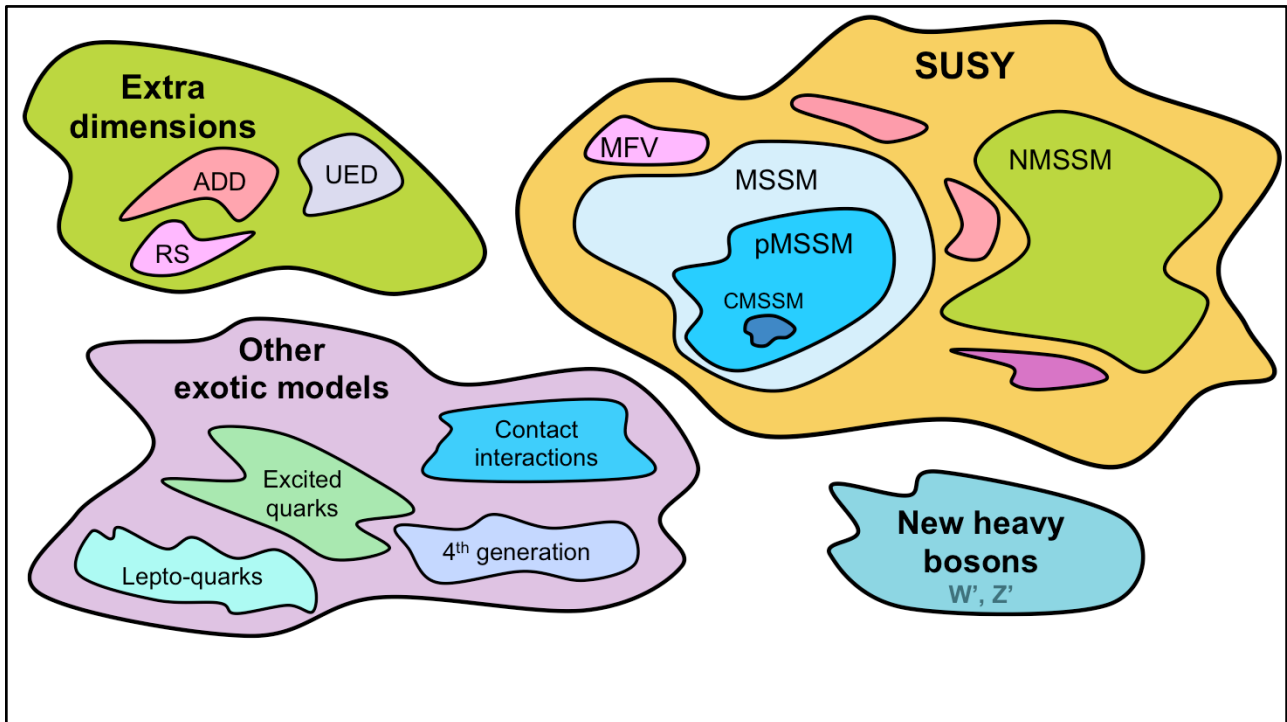 Extra
dimensions
ADD
UED
RS
SUSY
MFV
MSSM
NMSSM
pMSSM
CMSSM
Other
exotic models
Contact
interactions
Excited
quarks
4th generation
Lepto-quarks
New heavy
bosons
W’, Z’